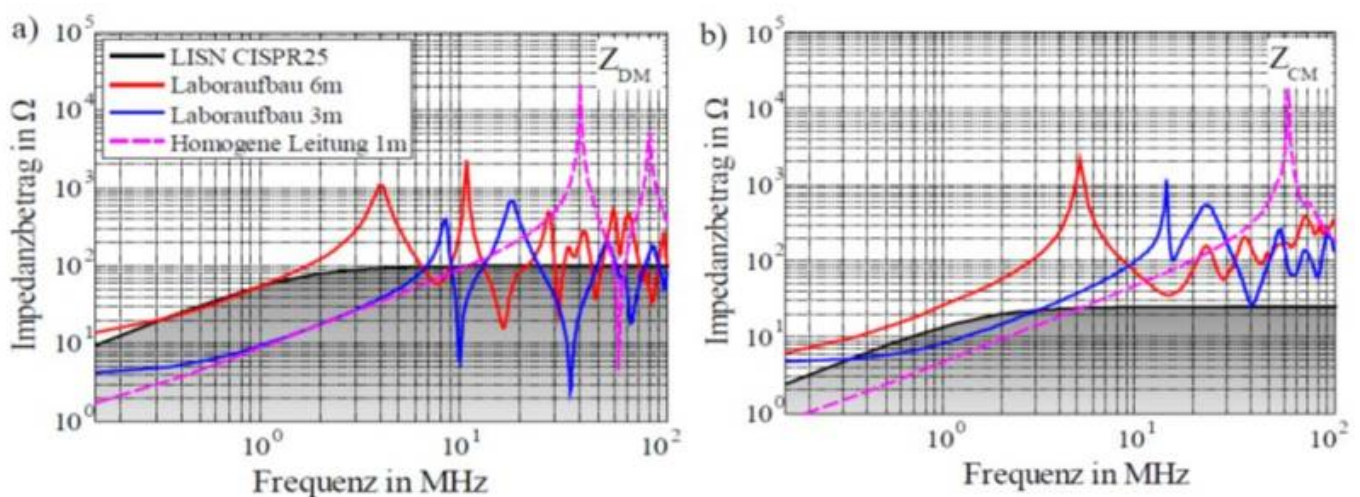 a)
10^5
10^4
10^3
10^2
10^1
10^0
Impedanzbetrag in Ω
LISN CISPR25
Laboraufbau 6m
Laboraufbau 3m
Homogene Leitung 1m
Z_DM
10^0
10^1
10^2
Frequenz in MHz
b)
10^5
10^4
10^3
10^2
10^1
10^0
Impedanzbetrag in Ω
Z_CM
10^0
10^1
10^2
Frequenz in MHz